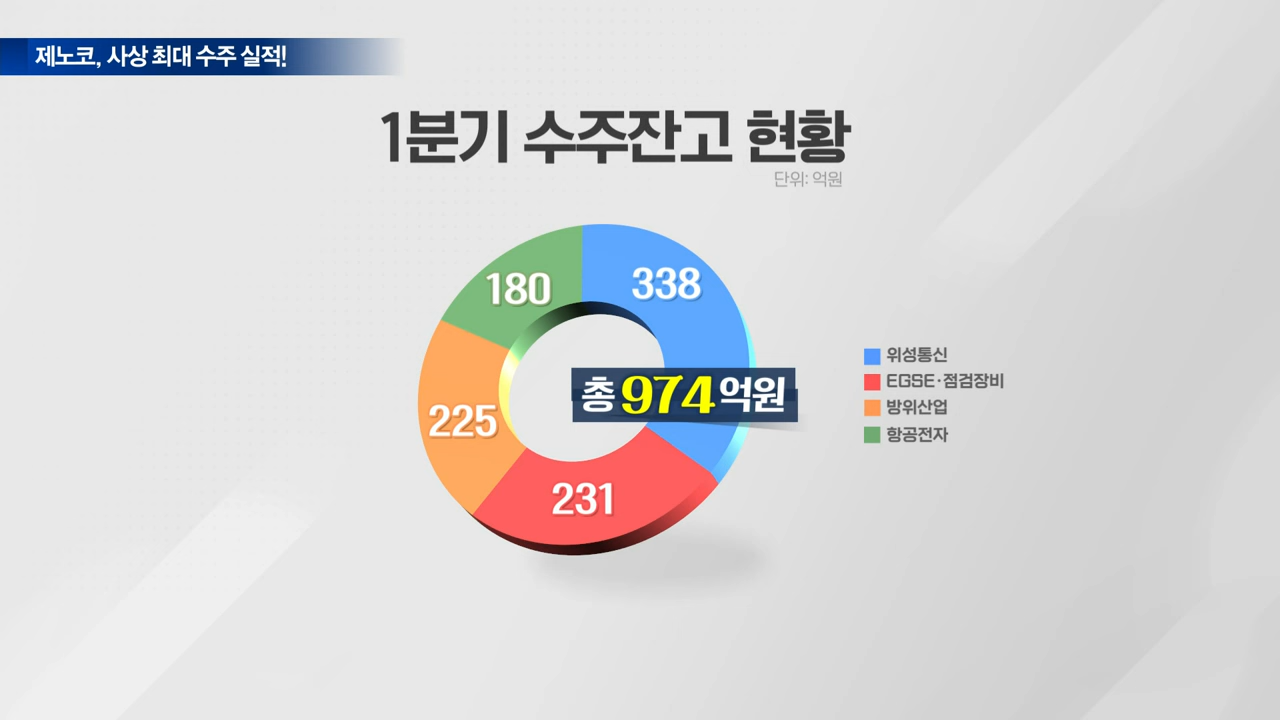 제노코, 사상 최대 수주 실적!
1분기 수주잔고 현황
단위: 억원
180
338
225
총 974 억원
231
위성통신
EGSE·점검장비
방위산업
항공전자